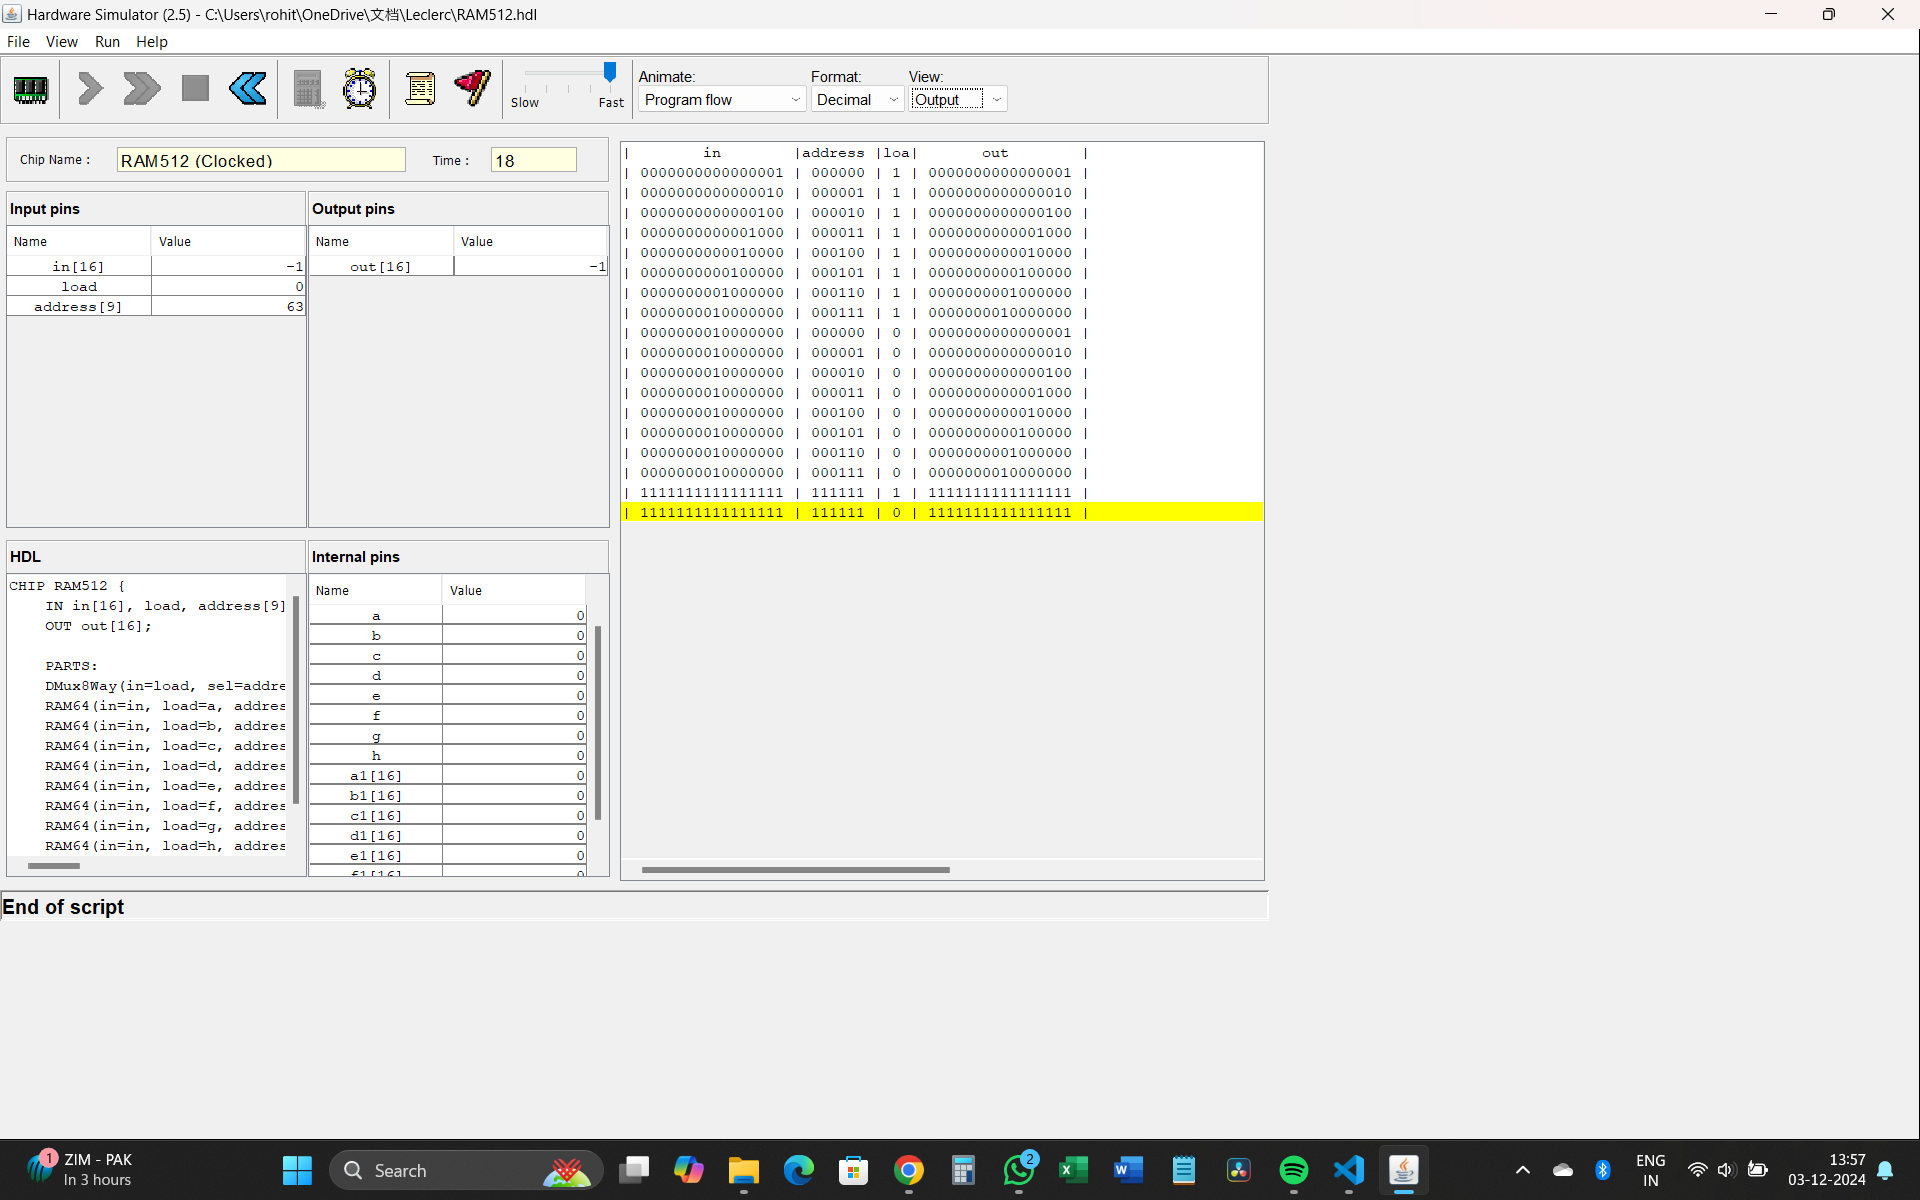 Hardware Simulator (2.5) - C:\Users\rohit\OneDrive\文档\Leclerc\RAM512.hdl
File View Run Help
Slow Fast
Animate: Format: View:
Program flow Decimal Output
Chip Name : RAM512 (Clocked) Time : 18
Input pins
Name Value
in[16] -1
load 0
address[9] 63
Output pins
Name Value
out[16] -1
HDL
CHIP RAM512 {
IN in[16], load, address[9]
OUT out[16];
PARTS:
DMux8Way(in=load, sel=addre
RAM64(in=in, load=a, addres
RAM64(in=in, load=b, addres
RAM64(in=in, load=c, addres
RAM64(in=in, load=d, addres
RAM64(in=in, load=e, addres
RAM64(in=in, load=f, addres
RAM64(in=in, load=g, addres
RAM64(in=in, load=h, addres
Internal pins
Name Value
a 0
b 0
c 0
d 0
e 0
f 0
g 0
h 0
a1[16] 0
b1[16] 0
c1[16] 0
d1[16] 0
e1[16] 0
f1[16] 0
| in |address |loa| out |
| 0000000000000001 | 000000 | 1 | 0000000000000001 |
| 0000000000000010 | 000001 | 1 | 0000000000000010 |
| 0000000000000100 | 000010 | 1 | 0000000000000100 |
| 0000000000001000 | 000011 | 1 | 0000000000001000 |
| 0000000000010000 | 000100 | 1 | 0000000000010000 |
| 0000000000100000 | 000101 | 1 | 0000000000100000 |
| 0000000001000000 | 000110 | 1 | 0000000001000000 |
| 0000000010000000 | 000111 | 1 | 0000000010000000 |
| 0000000010000000 | 000000 | 0 | 0000000000000001 |
| 0000000010000000 | 000001 | 0 | 0000000000000010 |
| 0000000010000000 | 000010 | 0 | 0000000000000100 |
| 0000000010000000 | 000011 | 0 | 0000000000001000 |
| 0000000010000000 | 000100 | 0 | 0000000000010000 |
| 0000000010000000 | 000101 | 0 | 0000000000100000 |
| 0000000010000000 | 000110 | 0 | 0000000001000000 |
| 0000000010000000 | 000111 | 0 | 0000000010000000 |
| 1111111111111111 | 111111 | 1 | 1111111111111111 |
| 1111111111111111 | 111111 | 0 | 1111111111111111 |
End of script
1
ZIM - PAK
In 3 hours
Search
2
ENG
IN
13:57
03-12-2024